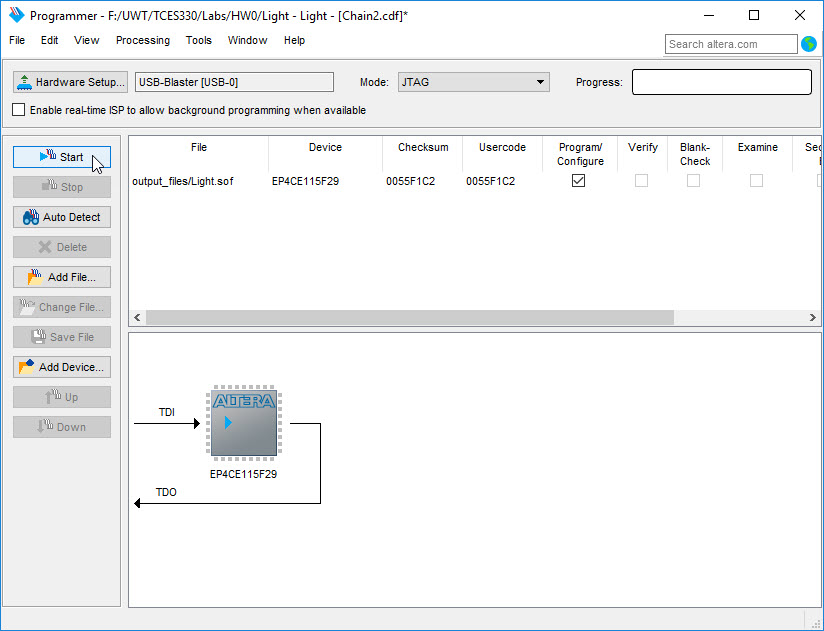 Programmer - F:/UWT/TCES330/Labs/HW0/Light - Light - [Chain2.cdf]*
File Edit View Processing Tools Window Help
Search altera.com
Hardware Setup... USB-Blaster [USB-0] Mode: JTAG Progress:
Enable real-time ISP to allow background programming when available
Start
Stop
Auto Detect
Delete
Add File...
Change File...
Save File
Add Device...
Up
Down
File Device Checksum Usercode Program/ Verify Blank- Examine
Configure Check
output_files/Light.sof EP4CE115F29 0055F1C2 0055F1C2
TDI
ALTERA
EP4CE115F29
TDO